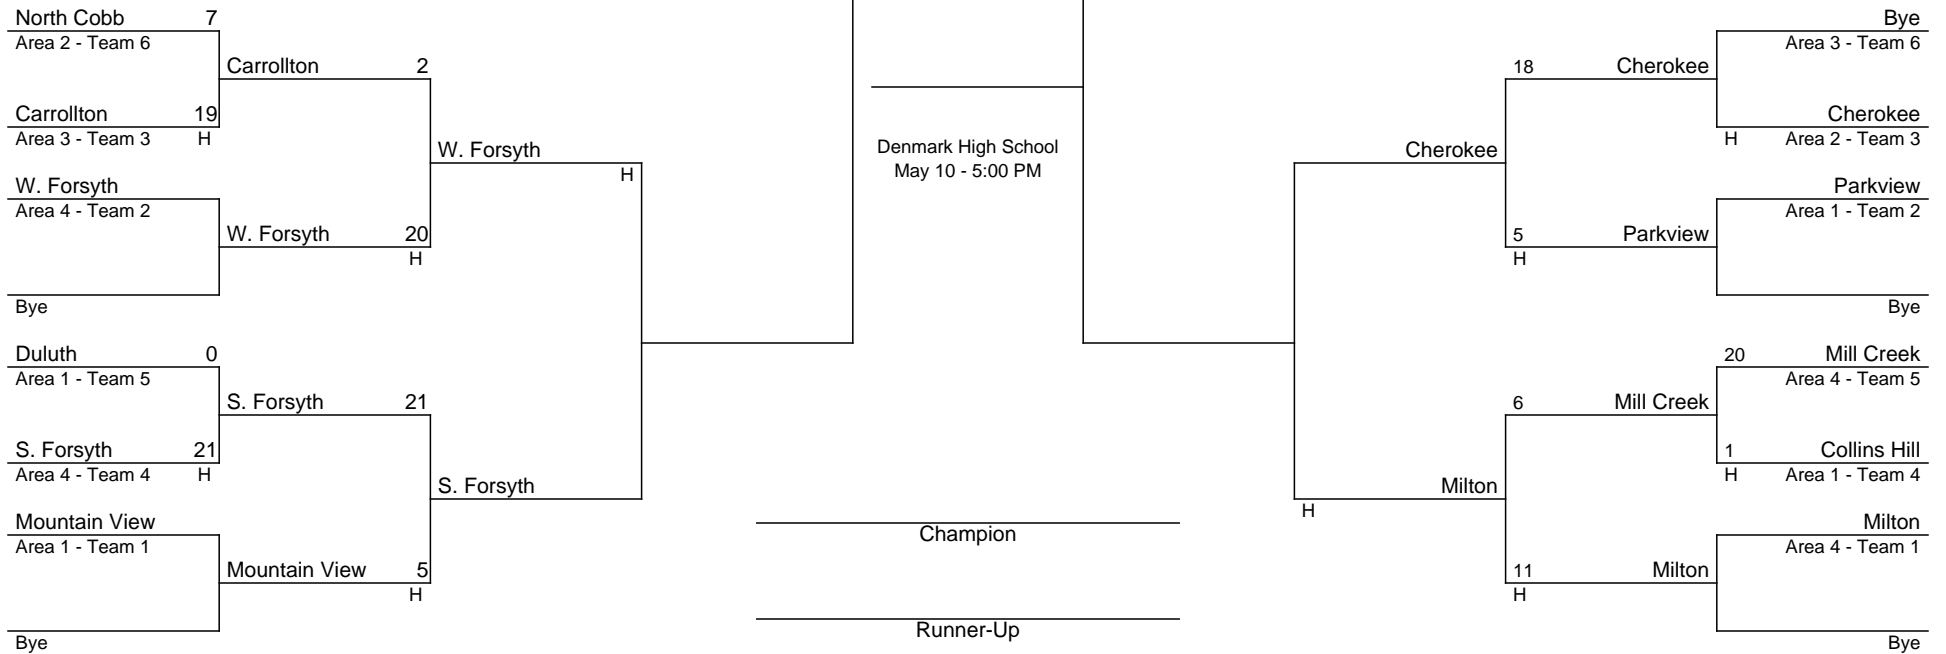 North Cobb 7
Area 2 - Team 6
Carrollton 2
Carrollton 19
Area 3 - Team 3 H
W. Forsyth
H
W. Forsyth
Area 4 - Team 2
W. Forsyth 20
H
Bye
Duluth 0
Area 1 - Team 5
S. Forsyth 21
S. Forsyth 21
Area 4 - Team 4 H
S. Forsyth
Mountain View
Area 1 - Team 1
Mountain View 5
H
Bye
Denmark High School
May 10 - 5:00 PM
Champion
Runner-Up
Bye
Area 3 - Team 6
18 Cherokee
Cherokee
H Area 2 - Team 3
Cherokee
Parkview
Area 1 - Team 2
5 Parkview
H
Bye
20 Mill Creek
Area 4 - Team 5
6 Mill Creek
1 Collins Hill
H Area 1 - Team 4
Milton
H
Milton
Area 4 - Team 1
11 Milton
H
Bye